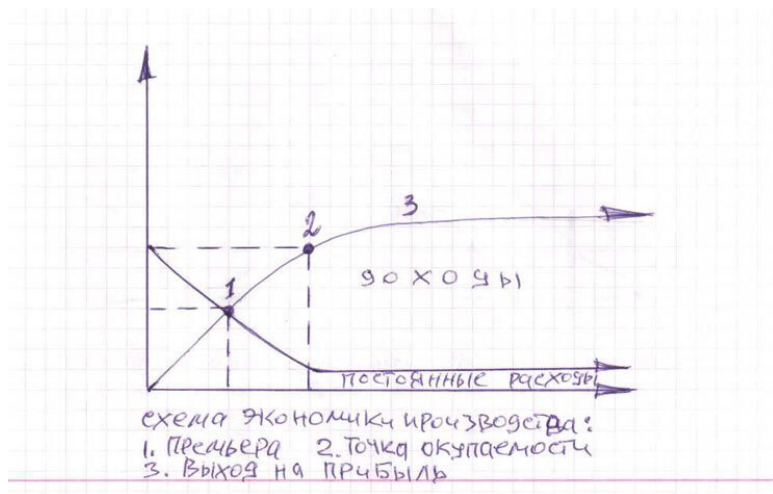 3
2
1
доходы
постоянные расходы
схема экономики производства:
1. Премьера 2. Точка окупаемости
3. Выход на прибыль